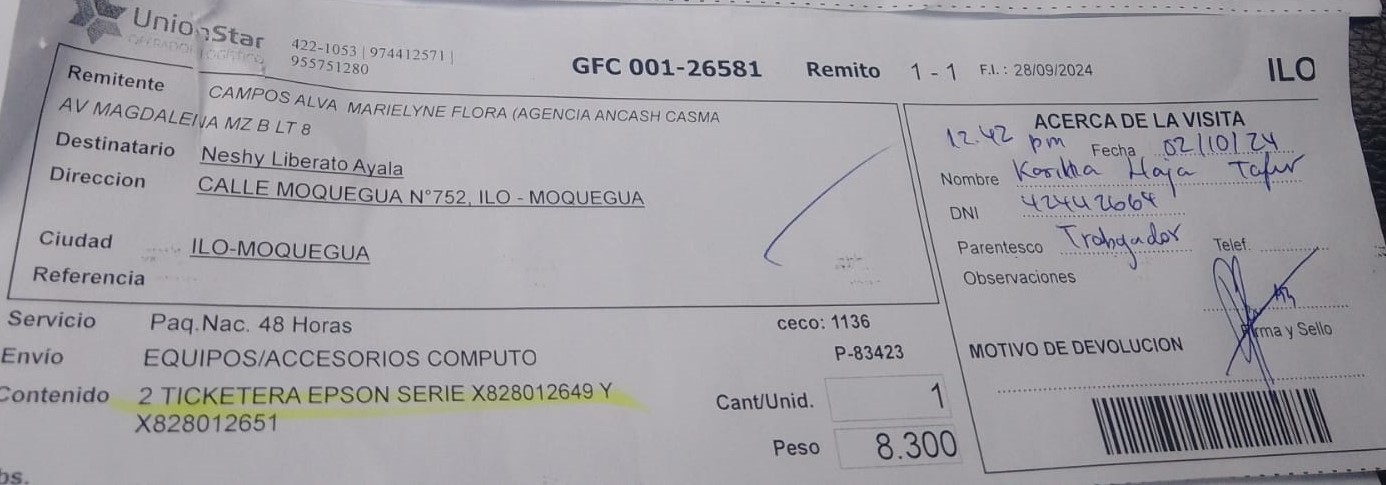 UnionStar
OPERADOR LOGISTICO
422-1053 | 974412571 |
955751280
GFC 001-26581 Remito 1 - 1 F.I. : 28/09/2024 ILO
Remitente CAMPOS ALVA MARIELYNE FLORA (AGENCIA ANCASH CASMA
AV MAGDALENA MZ B LT 8
Destinatario Neshy Liberato Ayala
Direccion CALLE MOQUEGUA N°752, ILO - MOQUEGUA
Ciudad ILO-MOQUEGUA
Referencia
Servicio Paq.Nac. 48 Horas ceco: 1136
Envío EQUIPOS/ACCESORIOS COMPUTO P-83423
Contenido 2 TICKETERA EPSON SERIE X828012649 Y
X828012651
Cant/Unid. 1
Peso 8.300
ACERCA DE LA VISITA
12:42 pm Fecha 02/10/24
Nombre Tafur
DNI 42442664
Parentesco Trabajador Telef.
Observaciones
Firma y Sello
MOTIVO DE DEVOLUCION